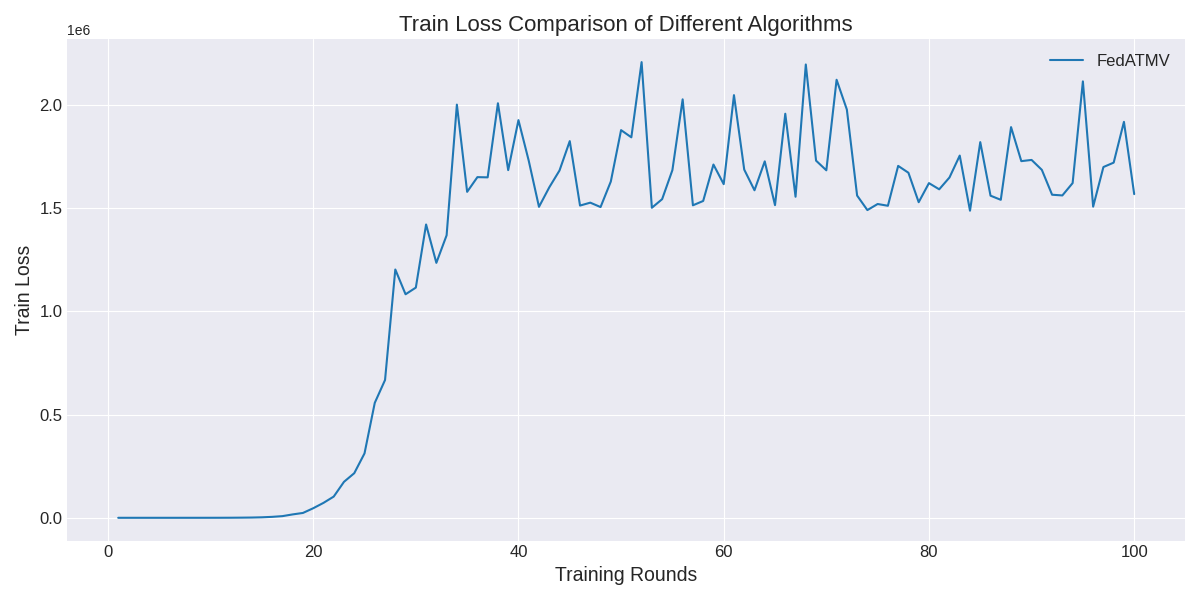 Train Loss Comparison of Different Algorithms
1e6
FedATMV
2.0
1.5
1.0
0.5
0.0
Train Loss
0 20 40 60 80 100
Training Rounds